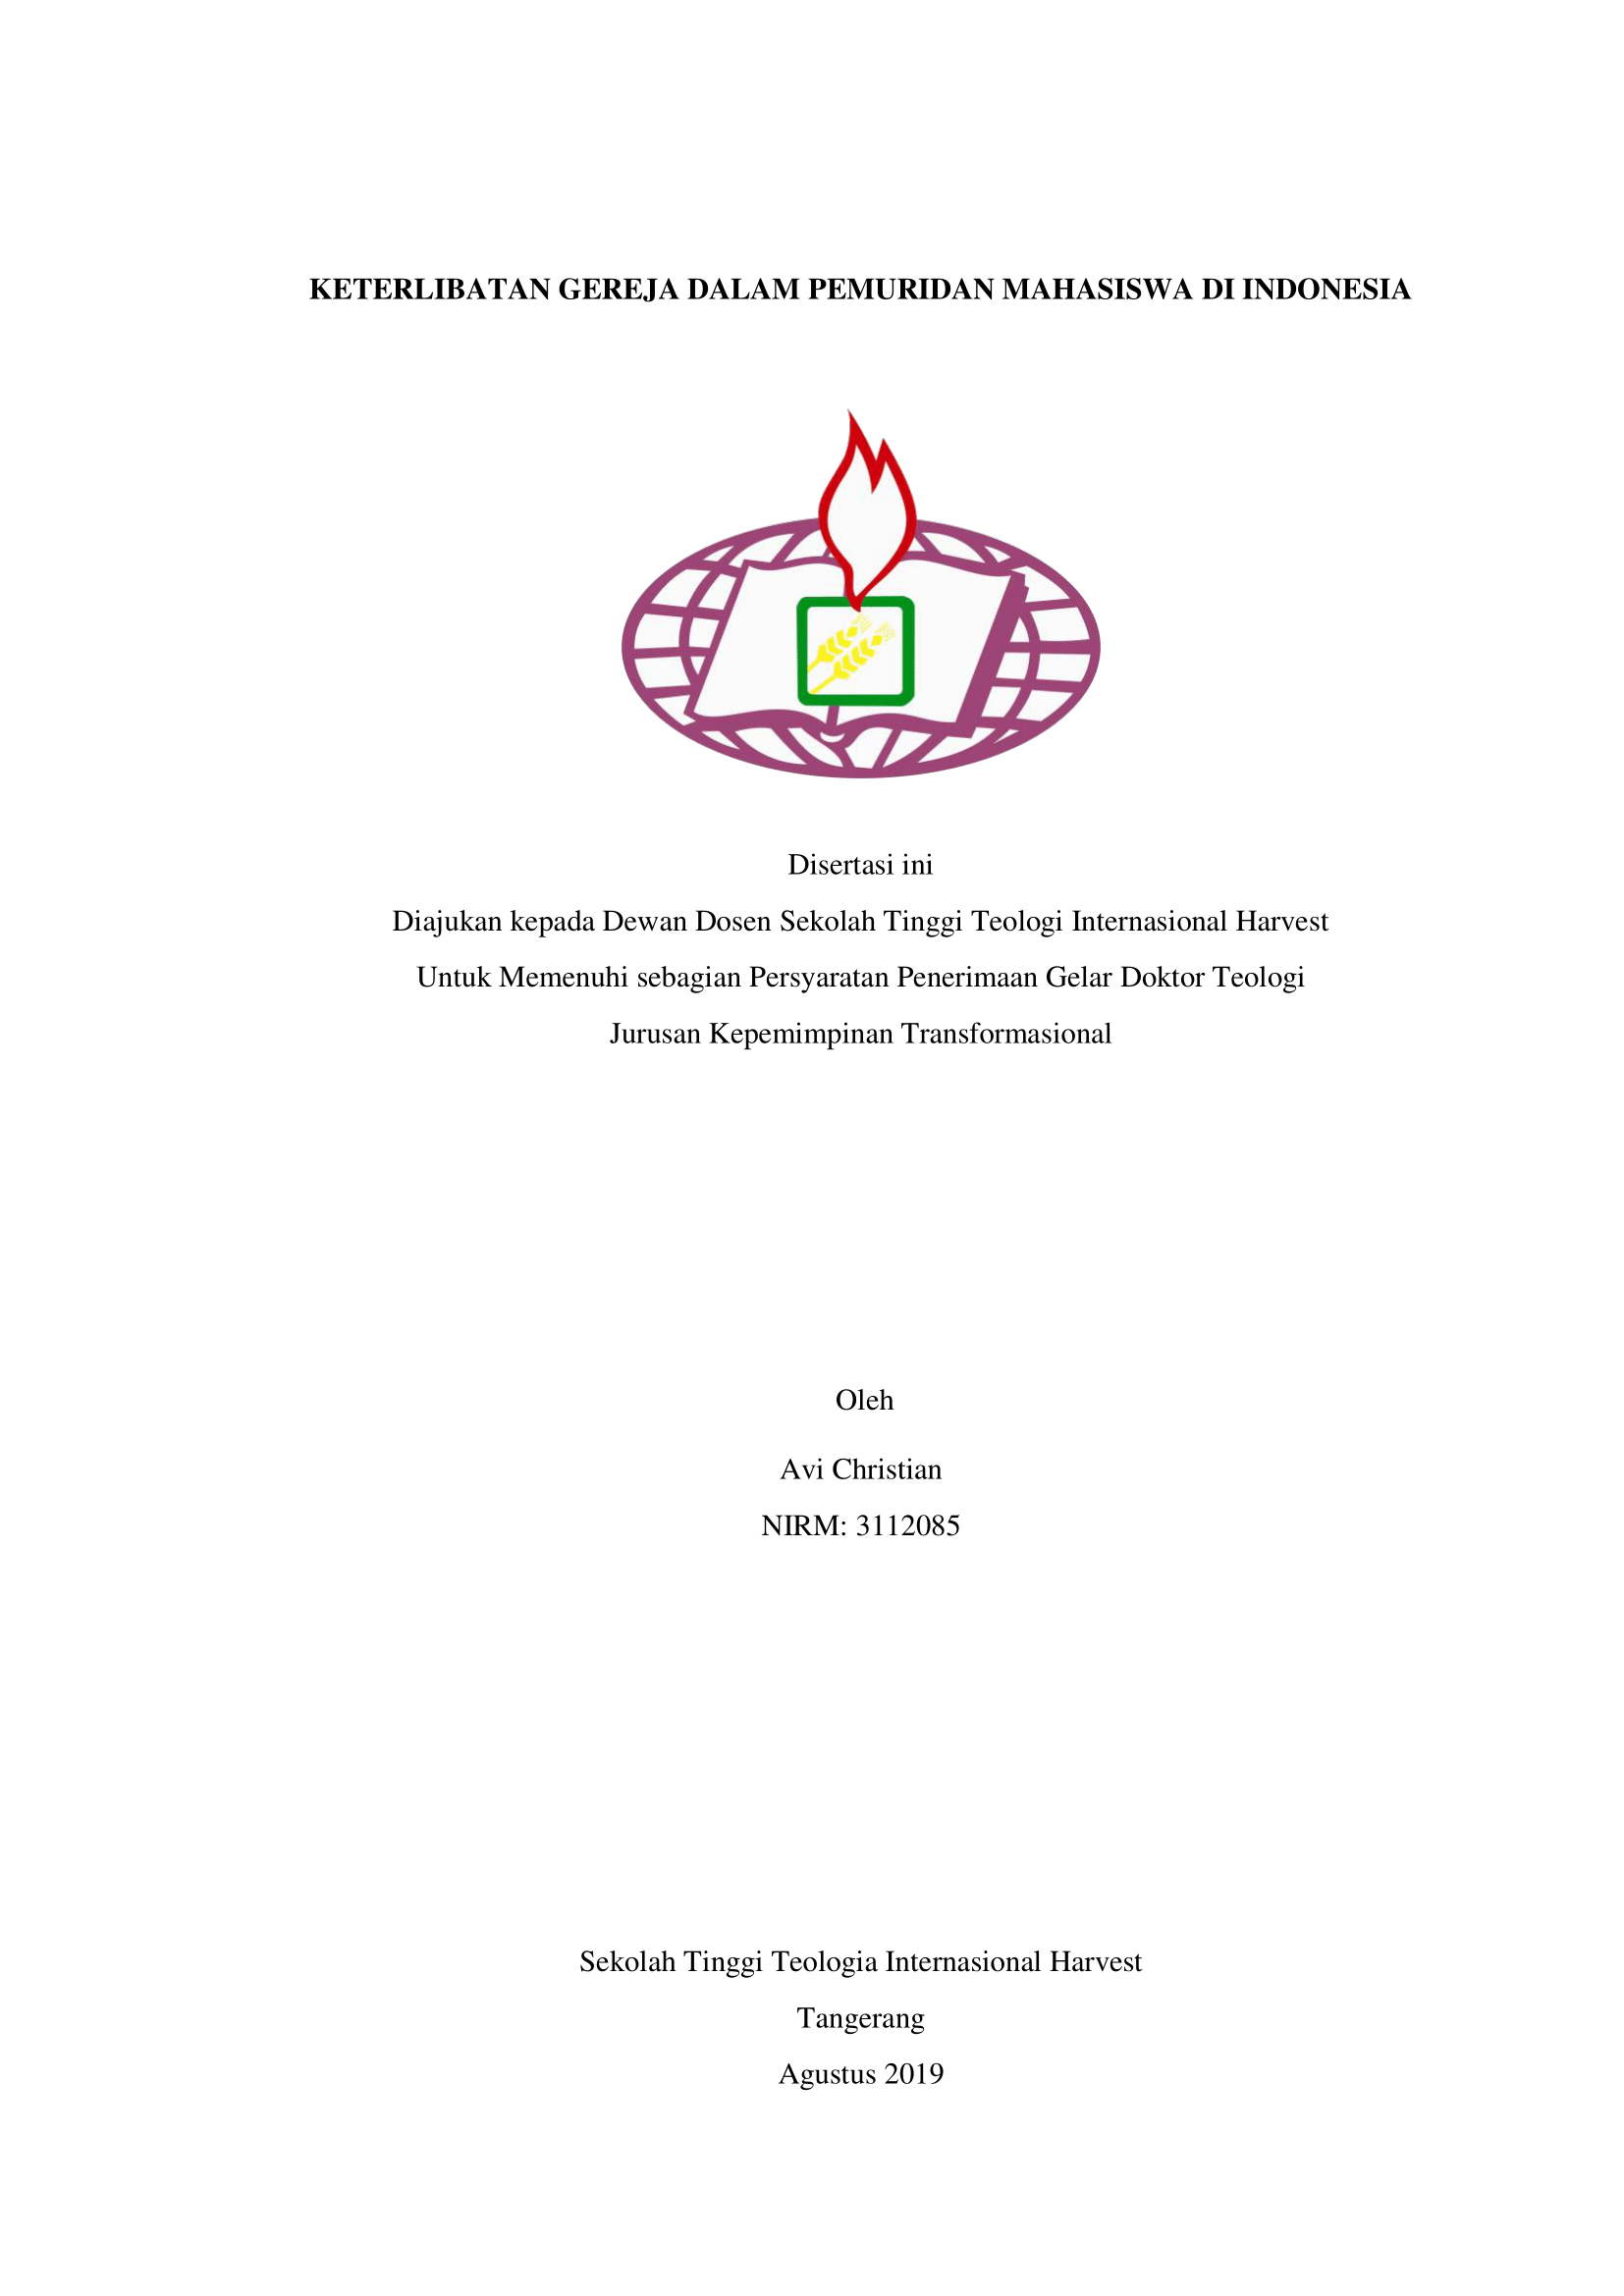 KETERLIBATAN GEREJA DALAM PEMURIDAN MAHASISWA DI INDONESIA
Disertasi ini
Diajukan kepada Dewan Dosen Sekolah Tinggi Teologi Internasional Harvest
Untuk Memenuhi sebagian Persyaratan Penerimaan Gelar Doktor Teologi
Jurusan Kepemimpinan Transformasional
Oleh
Avi Christian
NIRM: 3112085
Sekolah Tinggi Teologia Internasional Harvest
Tangerang
Agustus 2019